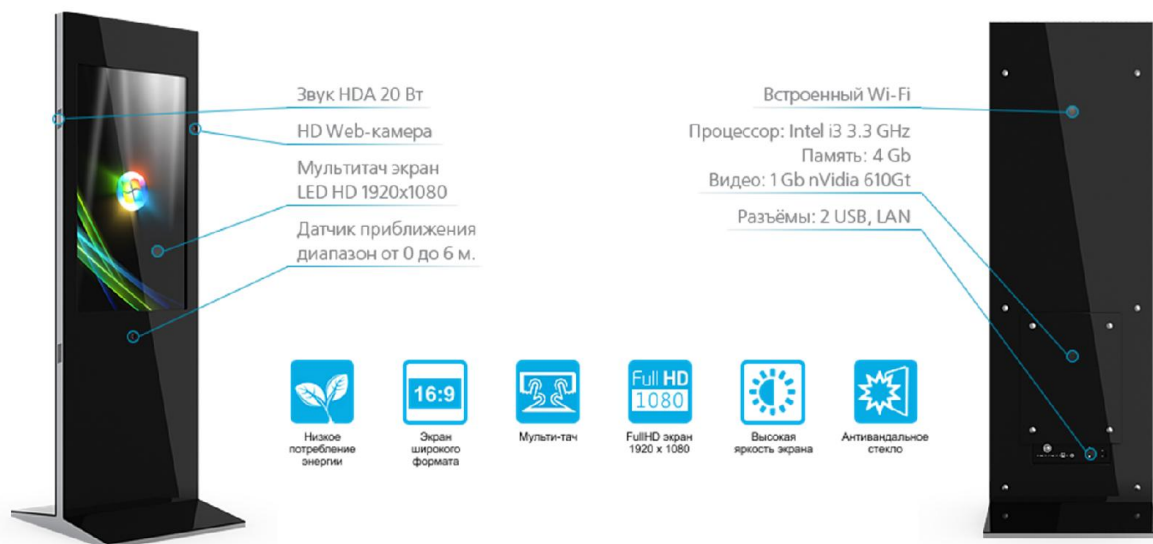 Звук HDA 20 Вт
HD Web-камера
Мультитач экран
LED HD 1920x1080
Датчик приближения
диапазон от 0 до 6 м.
Встроенный Wi-Fi
Процессор: Intel i3 3.3 GHz
Память: 4 Gb
Видео: 1 Gb nVidia 610Gt
Разъёмы: 2 USB, LAN
Низкое
потребление
энергии
16:9
Экран
широкого
формата
Мульти-тач
Full HD
1080
FullHD экран
1920 x 1080
Высокая
яркость экрана
Антивандальное
стекло